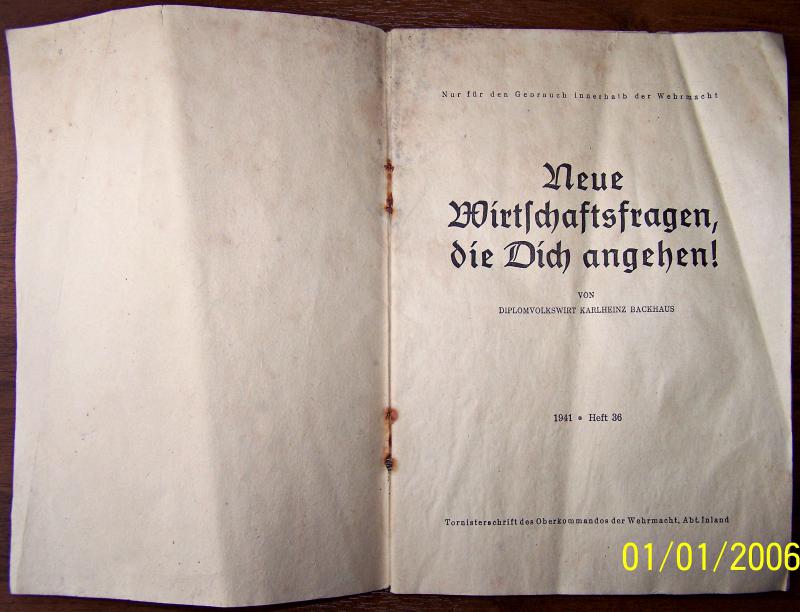 Nur für den Gebrauch innerhalb der Wehrmacht
Neue
Wirtſchaftsfragen,
die Dich angehen!
VON
DIPLOMVOLKSWIRT KARLHEINZ BACKHAUS
1941 • Heft 36
Tornisterschrift des Oberkommandos der Wehrmacht, Abt. Inland
01/01/2006